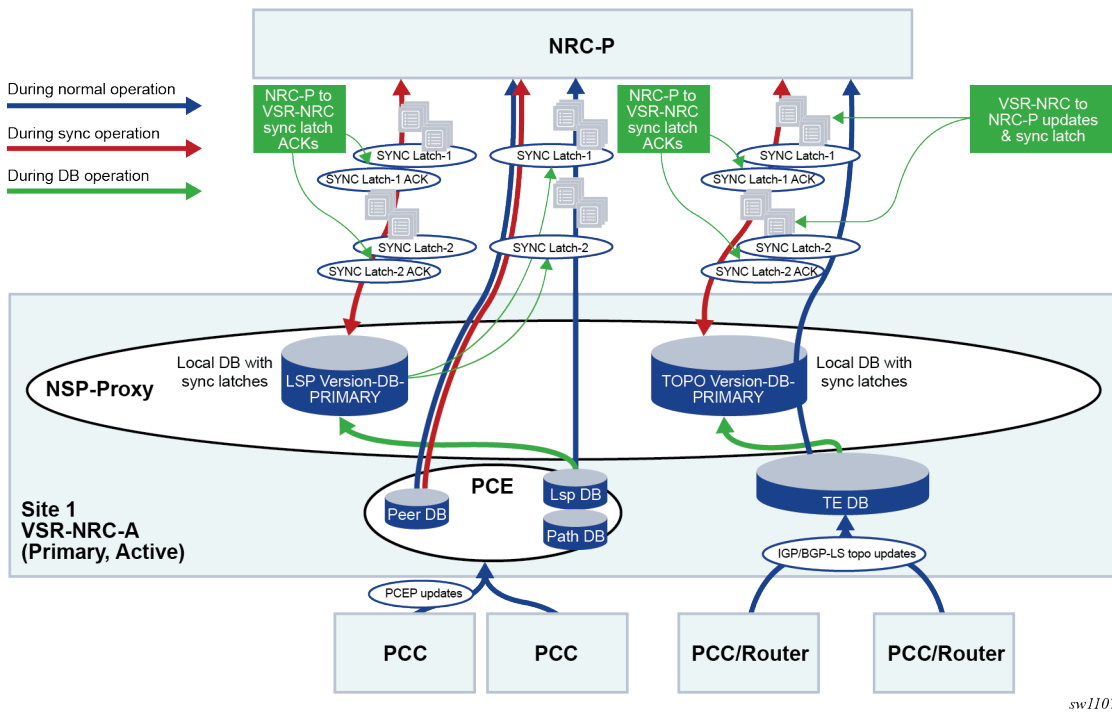 NRC-P
During normal operation
During sync operation
During DB operation
NRC-P to
VSR-NRC
sync latch
ACKs
SYNC Latch-1
SYNC Latch-1 ACK
SYNC Latch-2
SYNC Latch-2 ACK
SYNC Latch-1
SYNC Latch-2
NRC-P to
VSR-NRC
sync latch
ACKs
SYNC Latch-1
SYNC Latch-1 ACK
SYNC Latch-2
SYNC Latch-2 ACK
VSR-NRC to
NRC-P updates
& sync latch
NSP-Proxy
Local DB with
sync latches
LSP Version-DB-
PRIMARY
TOPO Version-DB-
PRIMARY
Local DB with
sync latches
PCE
Peer DB
Lsp DB
Path DB
TE DB
Site 1
VSR-NRC-A
(Primary, Active)
IGP/BGP-LS topo updates
PCEP updates
PCC
PCC
PCC/Router
PCC/Router